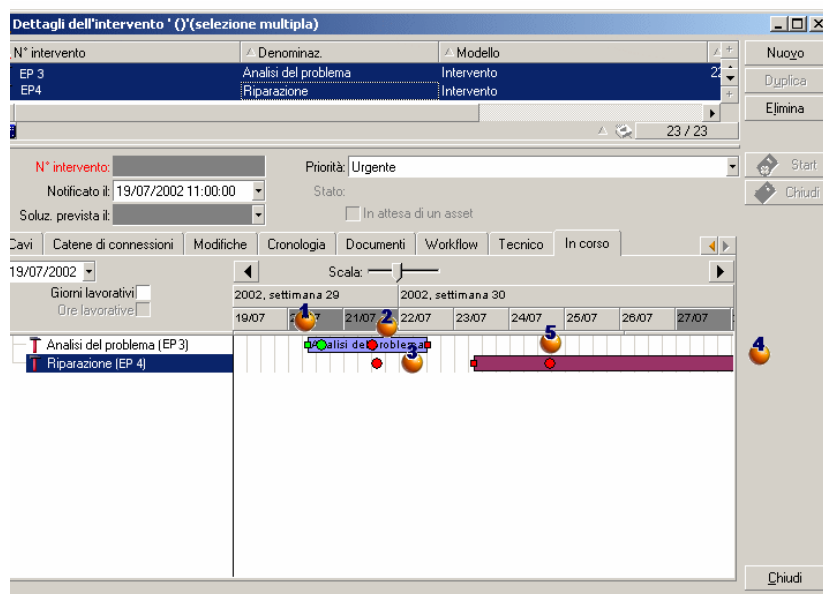 Dettagli dell'intervento ' ()'(selezione multipla)
N° intervento Denominaz. Modello
EP 3 Analisi del problema Intervento 22
EP4 Riparazione Intervento
23 / 23
Nuovo
Duplica
Elimina
Start
Chiudi
N° intervento: Priorità: Urgente
Notificato il: 19/07/2002 11:00:00 Stato:
Soluz. prevista il: In attesa di un asset
Cavi Catene di connessioni Modifiche Cronologia Documenti Workflow Tecnico In corso
19/07/2002 Scala:
Giorni lavorativi 2002, settimana 29 2002, settimana 30
Ore lavorative
19/07 21/07 22/07 23/07 24/07 25/07 26/07 27/07
1 2 3 4 5
Analisi del problema (EP 3) Analisi del problema
Riparazione (EP 4)
Chiudi